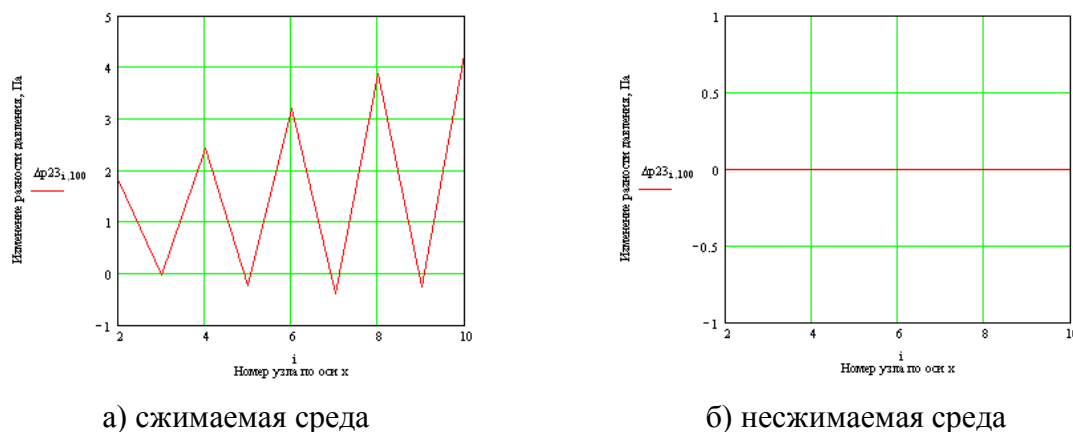 Изменение разности давления, Па
Δp23i,100
5
4
3
2
1
0
−1
2
4
6
8
10
i
Номер узла по оси x
а) сжимаемая среда
Изменение разности давления, Па
Δp23i,100
1
0.5
0
−0.5
−1
2
4
6
8
10
i
Номер узла по оси x
б) несжимаемая среда